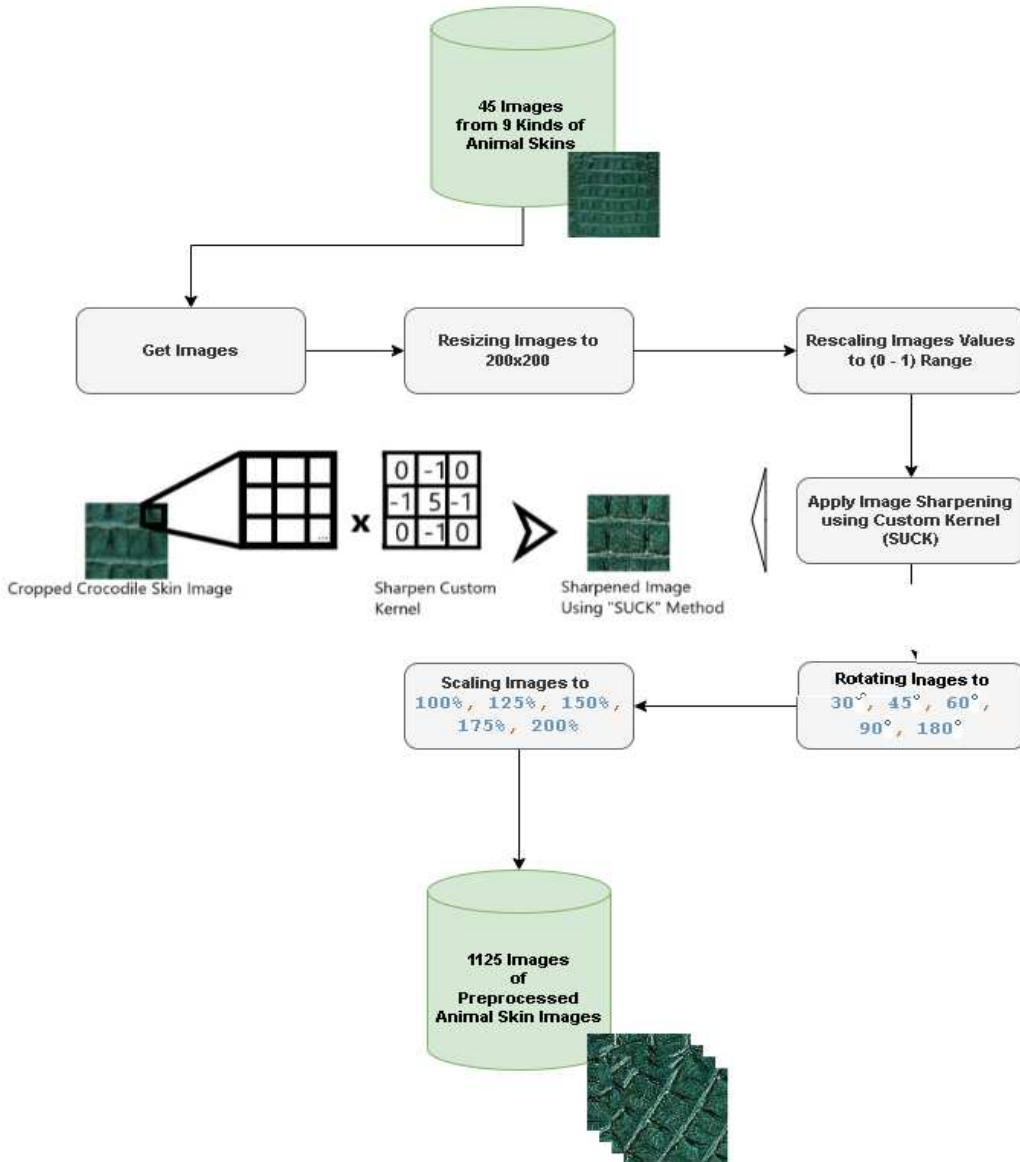 45 Images
from 9 Kinds of
Animal Skins
Get Images
Resizing Images to
200x200
Rescaling Images Values
to (0 - 1) Range
0 -1 0
-1 5 -1
0 -1 0
x
...
Apply Image Sharpening
using Custom Kernel
(SUCK)
Cropped Crocodile Skin Image
Sharpen Custom
Kernel
Sharpened Image
Using "SUCK" Method
Scaling Images to
100%, 125%, 150%,
175%, 200%
Rotating Inages to
30°, 45°, 60°,
90°, 180°
1125 Images
of
Preprocessed
Animal Skin Images